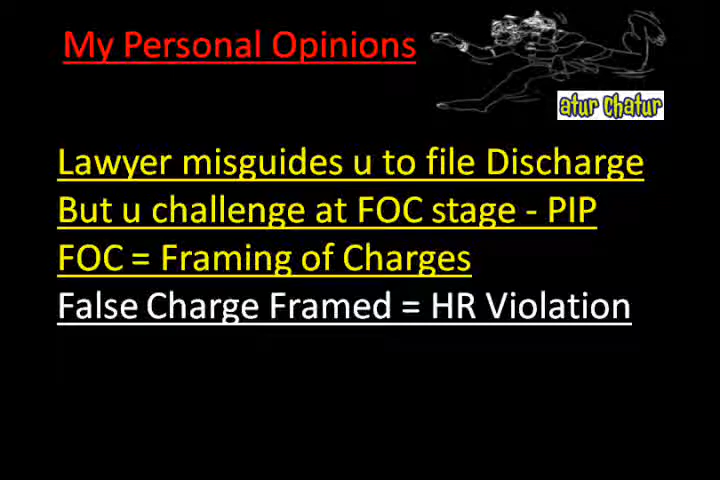 My Personal Opinions
atur chatur
Lawyer misguides u to file Discharge
But u challenge at FOC stage - PIP
FOC = Framing of Charges
False Charge Framed = HR Violation